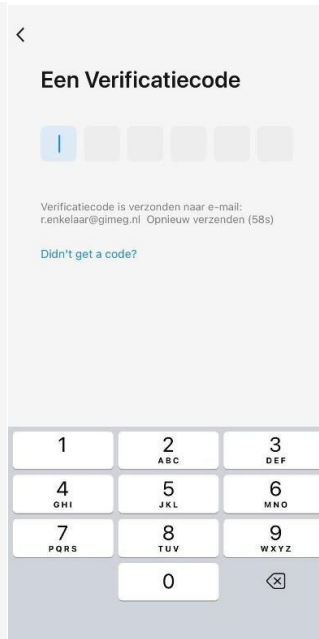 Een Verificatiecode
Verificatiecode is verzonden naar e-mail:
r.enkelaar@gimeg.nl Opnieuw verzenden (58s)
Didn't get a code?
1
2
ABC
3
DEF
4
GHI
5
JKL
6
MNO
7
PQRS
8
TUV
9
WXYZ
0